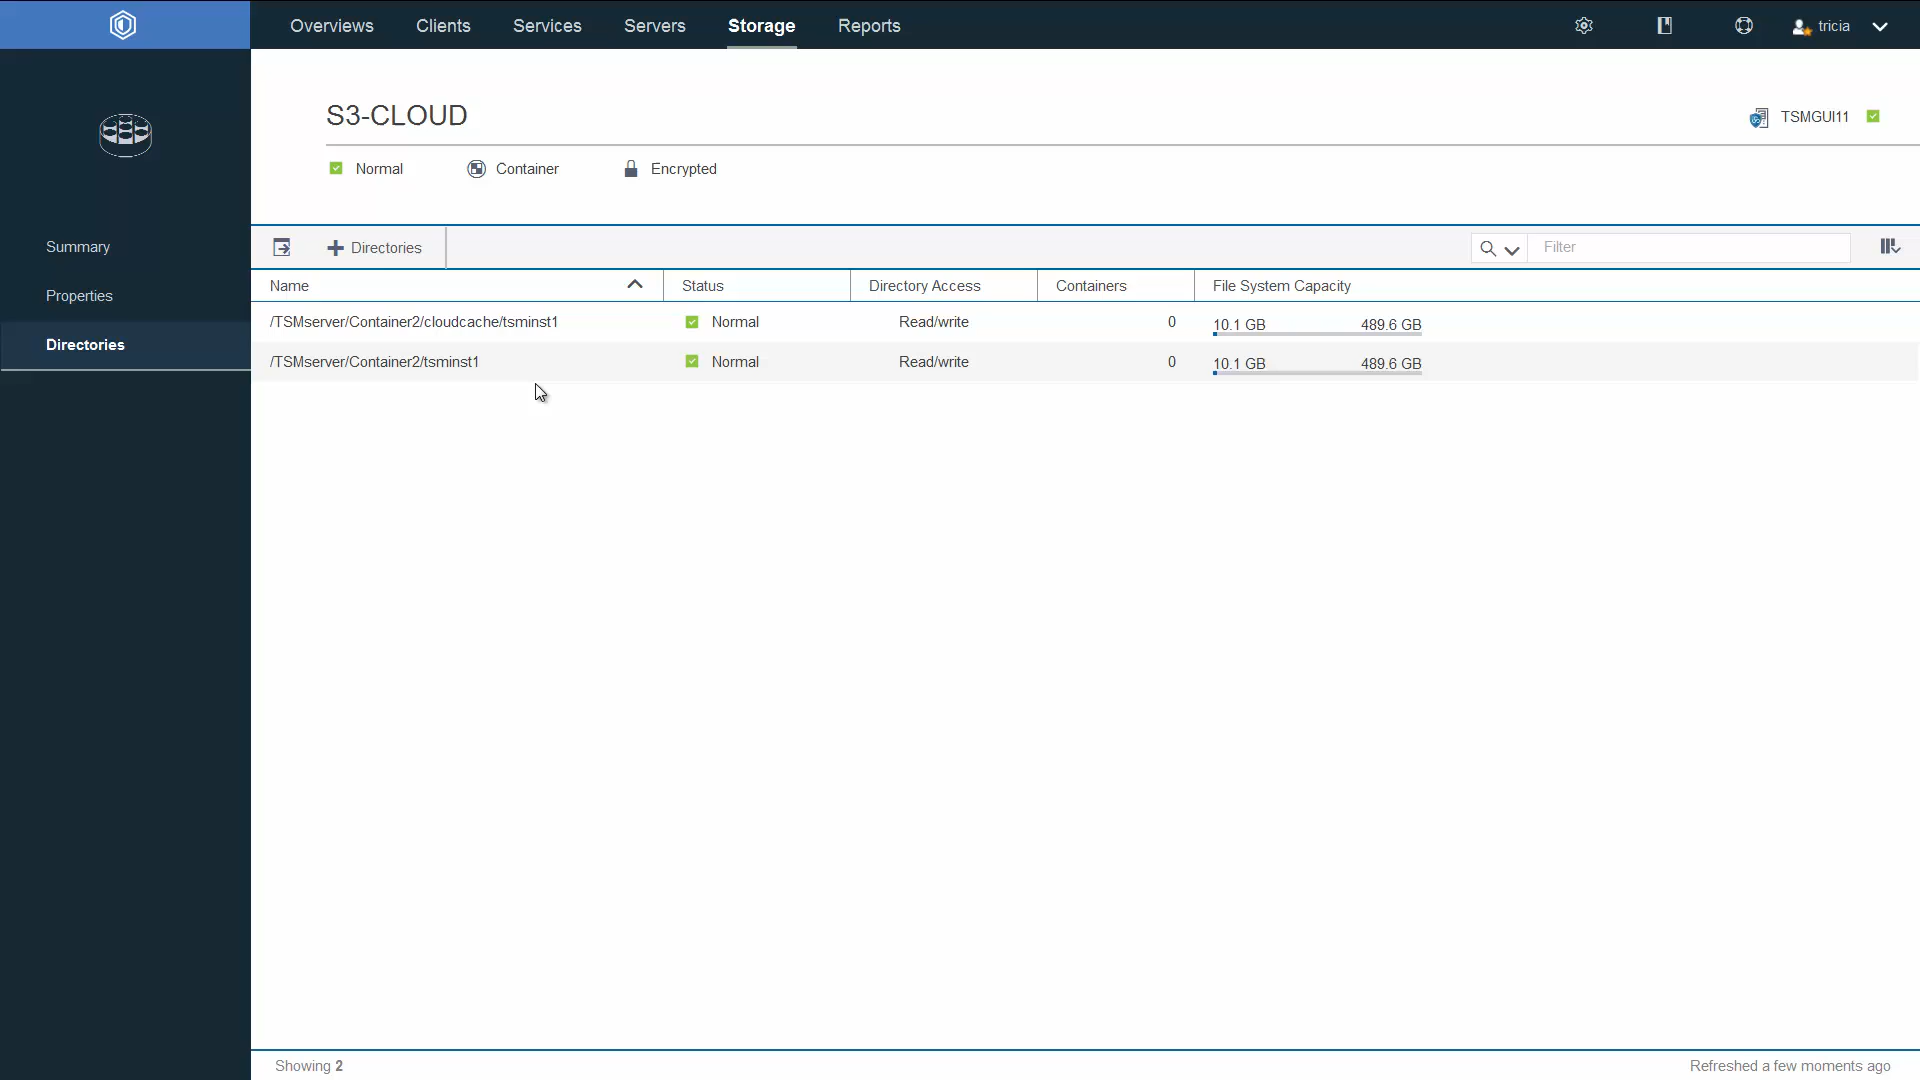 Overviews Clients Services Servers Storage Reports tricia
S3-CLOUD
TSMGUI11
Normal Container Encrypted
Summary
Properties
Directories
Directories
Filter
Name Status Directory Access Containers File System Capacity
/TSMserver/Container2/cloudcache/tsminst1 Normal Read/write 0 10.1 GB 489.6 GB
/TSMserver/Container2/tsminst1 Normal Read/write 0 10.1 GB 489.6 GB
Showing 2
Refreshed a few moments ago